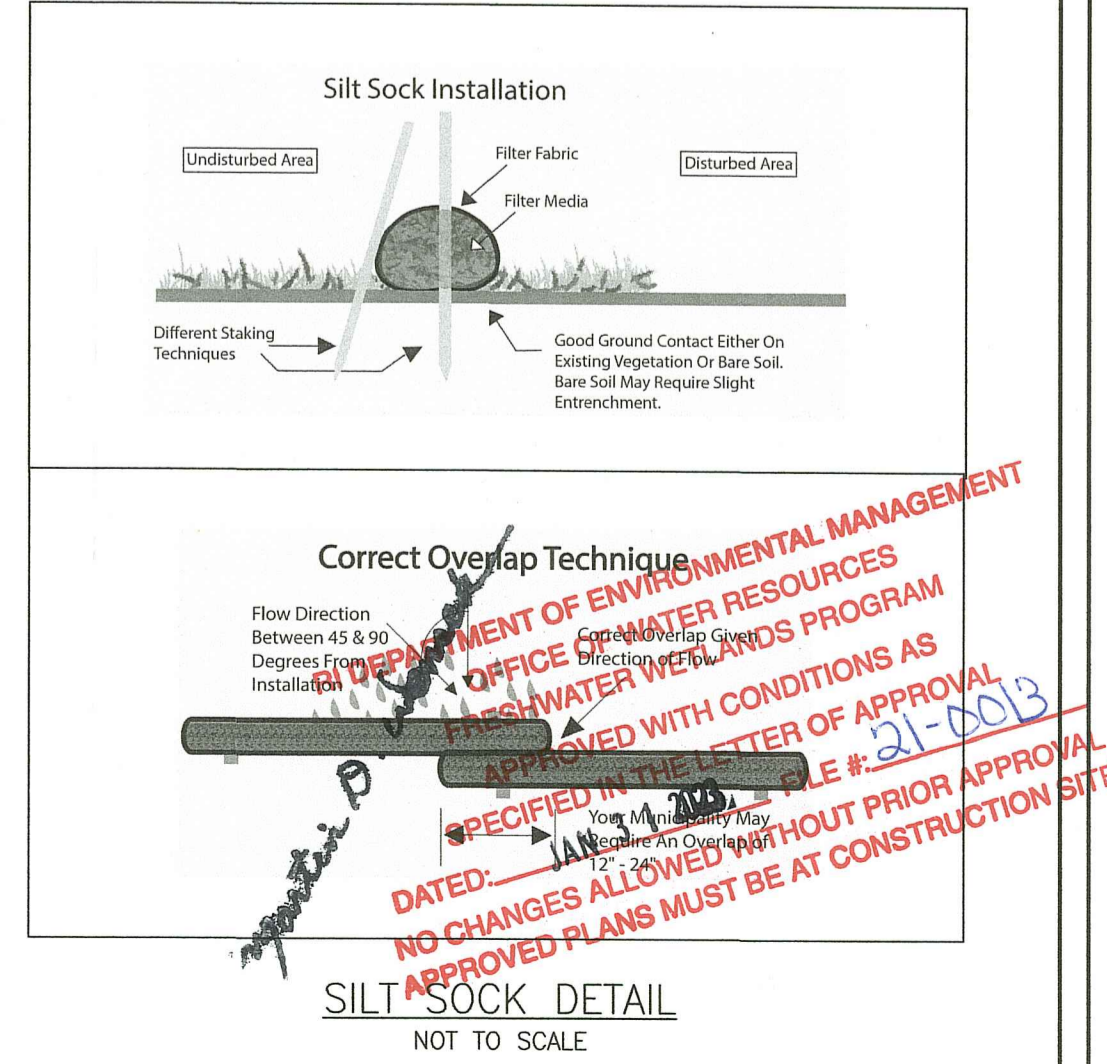 Silt Sock Installation
Undisturbed Area
Filter Fabric
Disturbed Area
Filter Media
Different Staking
Techniques
Good Ground Contact Either On
Existing Vegetation Or Bare Soil.
Bare Soil May Require Slight
Entrenchment.
Correct Overlap Technique
Flow Direction
Between 45 & 90
Degrees From
Installation
Correct Overlap Given
Direction of Flow
Your Municipality May
Require An Overlap of
12" - 24"
RI DEPARTMENT OF ENVIRONMENTAL MANAGEMENT
OFFICE OF WATER RESOURCES
FRESHWATER WETLANDS PROGRAM
APPROVED WITH CONDITIONS AS
SPECIFIED IN THE LETTER OF APPROVAL
DATED: JAN 31 2023 FILE #: 21-0013
NO CHANGES ALLOWED WITHOUT PRIOR APPROVAL
APPROVED PLANS MUST BE AT CONSTRUCTION SITE
SILT SOCK DETAIL
NOT TO SCALE